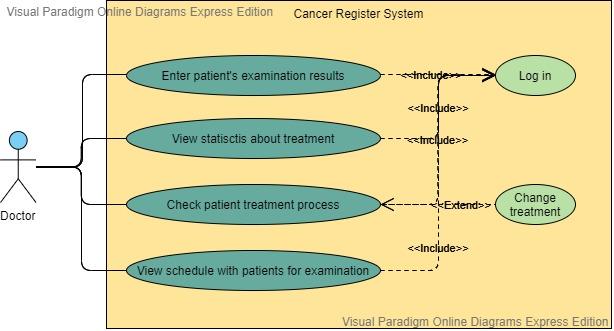 Visual Paradigm Online Diagrams Express Edition
Cancer Register System
Enter patient's examination results
<<Include>>
Log in
<<Include>>
View statisctis about treatment
<<Include>>
Check patient treatment process
<<Extend>>
Change
treatment
Doctor
<<Include>>
View schedule with patients for examination
Visual Paradigm Online Diagrams Express Edition